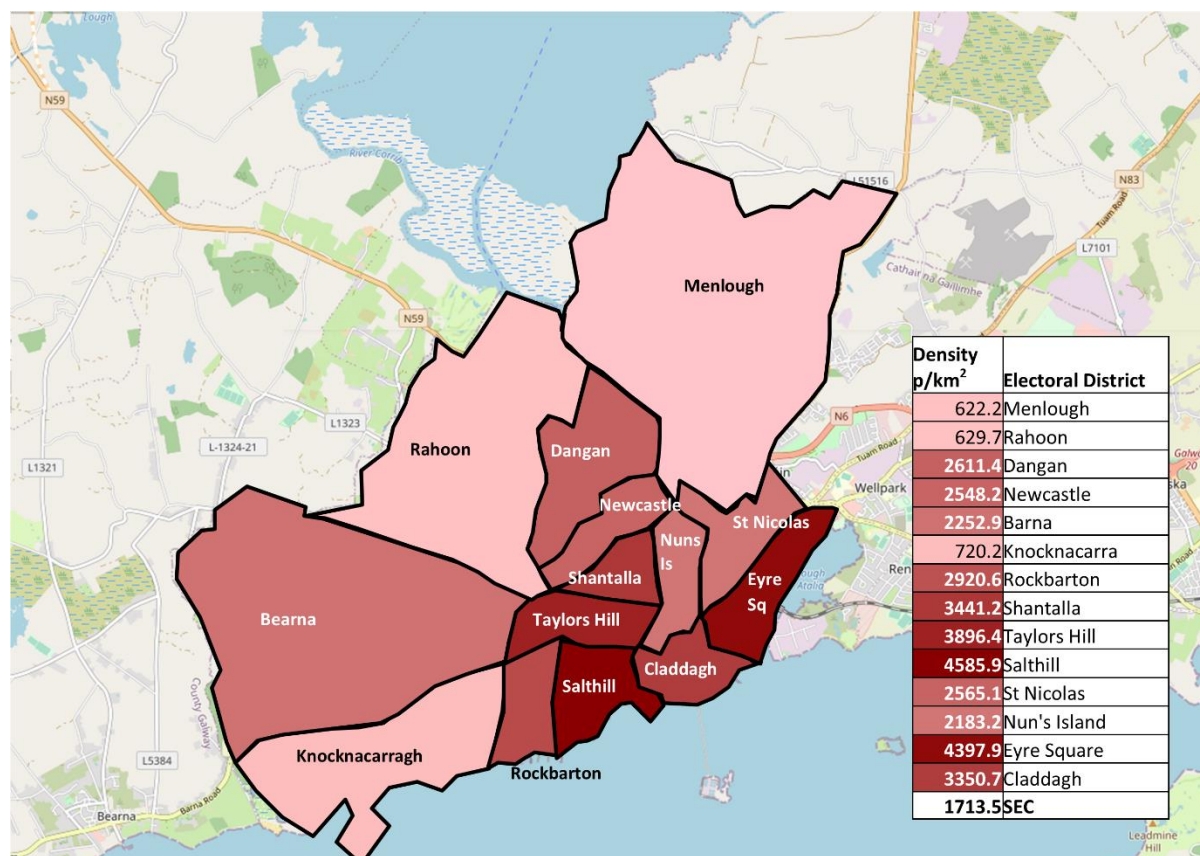 Lough
N59
River Corrib
L51516
N83
Tuam Road
L7101
Cathair na Gaillimhe
Menlough
N59
L1323
L-1324-21
L1321
N6
Tuam Road
Rahoon
Dangan
Wellpark
Newcastle
St Nicolas
Nuns
Is
Shantalla
Eyre
Sq
Bearna
Taylors Hill
Claddagh
Salthill
County Galway
Knocknacarragh
Rockbarton
L5384
Barna Road
Bearna
Leadmine
Hill
Density
p/km² Electoral District
622.2 Menlough
629.7 Rahoon
2611.4 Dangan
2548.2 Newcastle
2252.9 Barna
720.2 Knocknacarra
2920.6 Rockbarton
3441.2 Shantalla
3896.4 Taylors Hill
4585.9 Salthill
2565.1 St Nicolas
2183.2 Nun's Island
4397.9 Eyre Square
3350.7 Claddagh
1713.5 SEC